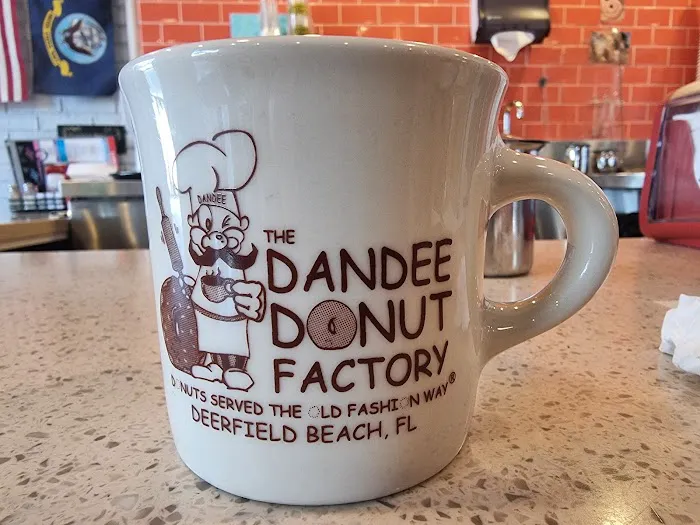 DANDEE
THE
DANDEE
DONUT
FACTORY
DONUTS SERVED THE OLD FASHION WAY®
DEERFIELD BEACH, FL